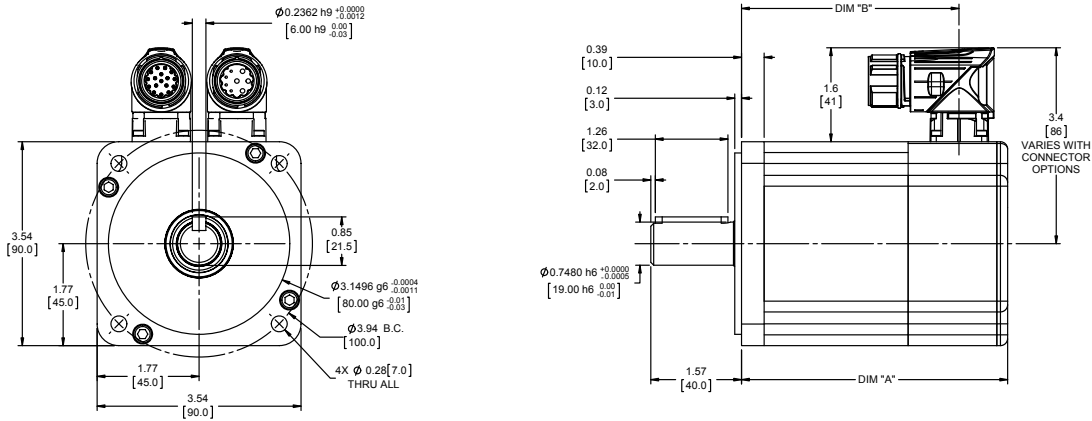 ⌀0.2362 h9 +0.0000 -0.0012
[6.00 h9 0.00 -0.03]
3.54
[90.0]
1.77
[45.0]
0.85
[21.5]
⌀3.1496 g6 -0.0004 -0.0011
[80.00 g6 -0.01 -0.03]
⌀3.94 B.C.
[100.0]
4X ⌀ 0.28[7.0]
THRU ALL
1.77
[45.0]
3.54
[90.0]
DIM "B"
0.39
[10.0]
0.12
[3.0]
1.26
[32.0]
0.08
[2.0]
1.6
[41]
3.4
[86]
VARIES WITH
CONNECTOR
OPTIONS
⌀0.7480 h6 +0.0000 -0.0005
[19.00 h6 0.00 -0.01]
1.57
[40.0]
DIM "A"